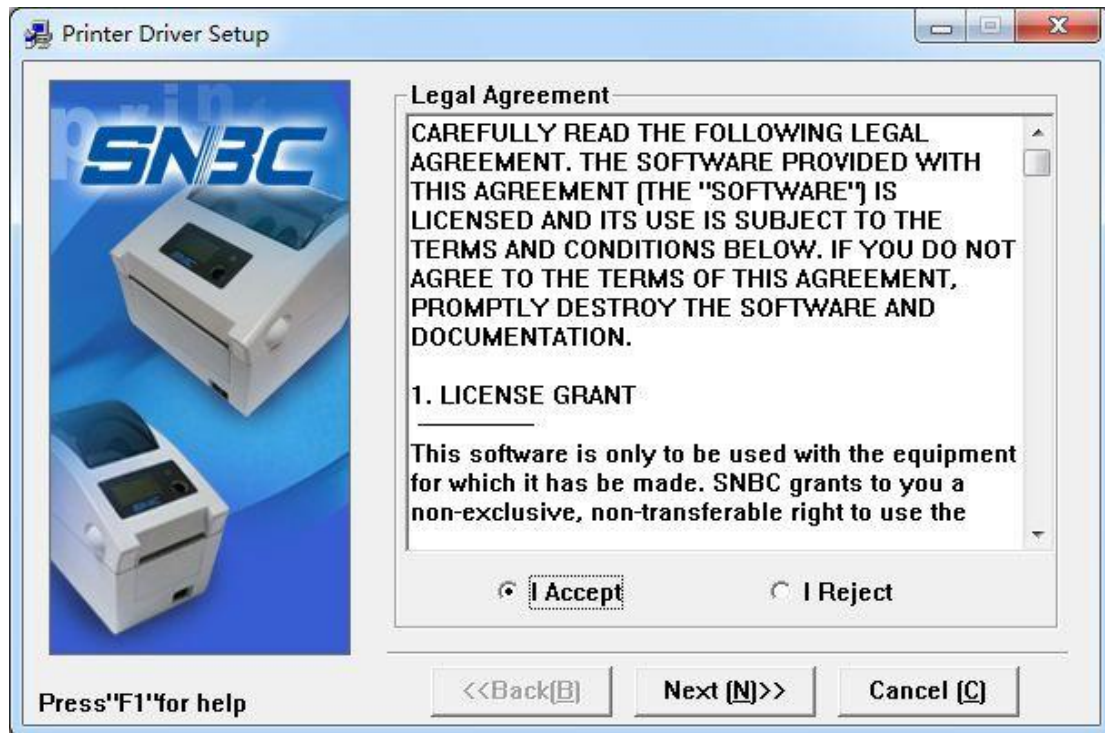 Printer Driver Setup
print
SNBC
Legal Agreement
CAREFULLY READ THE FOLLOWING LEGAL
AGREEMENT. THE SOFTWARE PROVIDED WITH
THIS AGREEMENT (THE "SOFTWARE") IS
LICENSED AND ITS USE IS SUBJECT TO THE
TERMS AND CONDITIONS BELOW. IF YOU DO NOT
AGREE TO THE TERMS OF THIS AGREEMENT,
PROMPTLY DESTROY THE SOFTWARE AND
DOCUMENTATION.
1. LICENSE GRANT
This software is only to be used with the equipment
for which it has be made. SNBC grants to you a
non-exclusive, non-transferable right to use the
I Accept
I Reject
<<Back(B)
Next (N)>>
Cancel (C)
Press"F1"for help